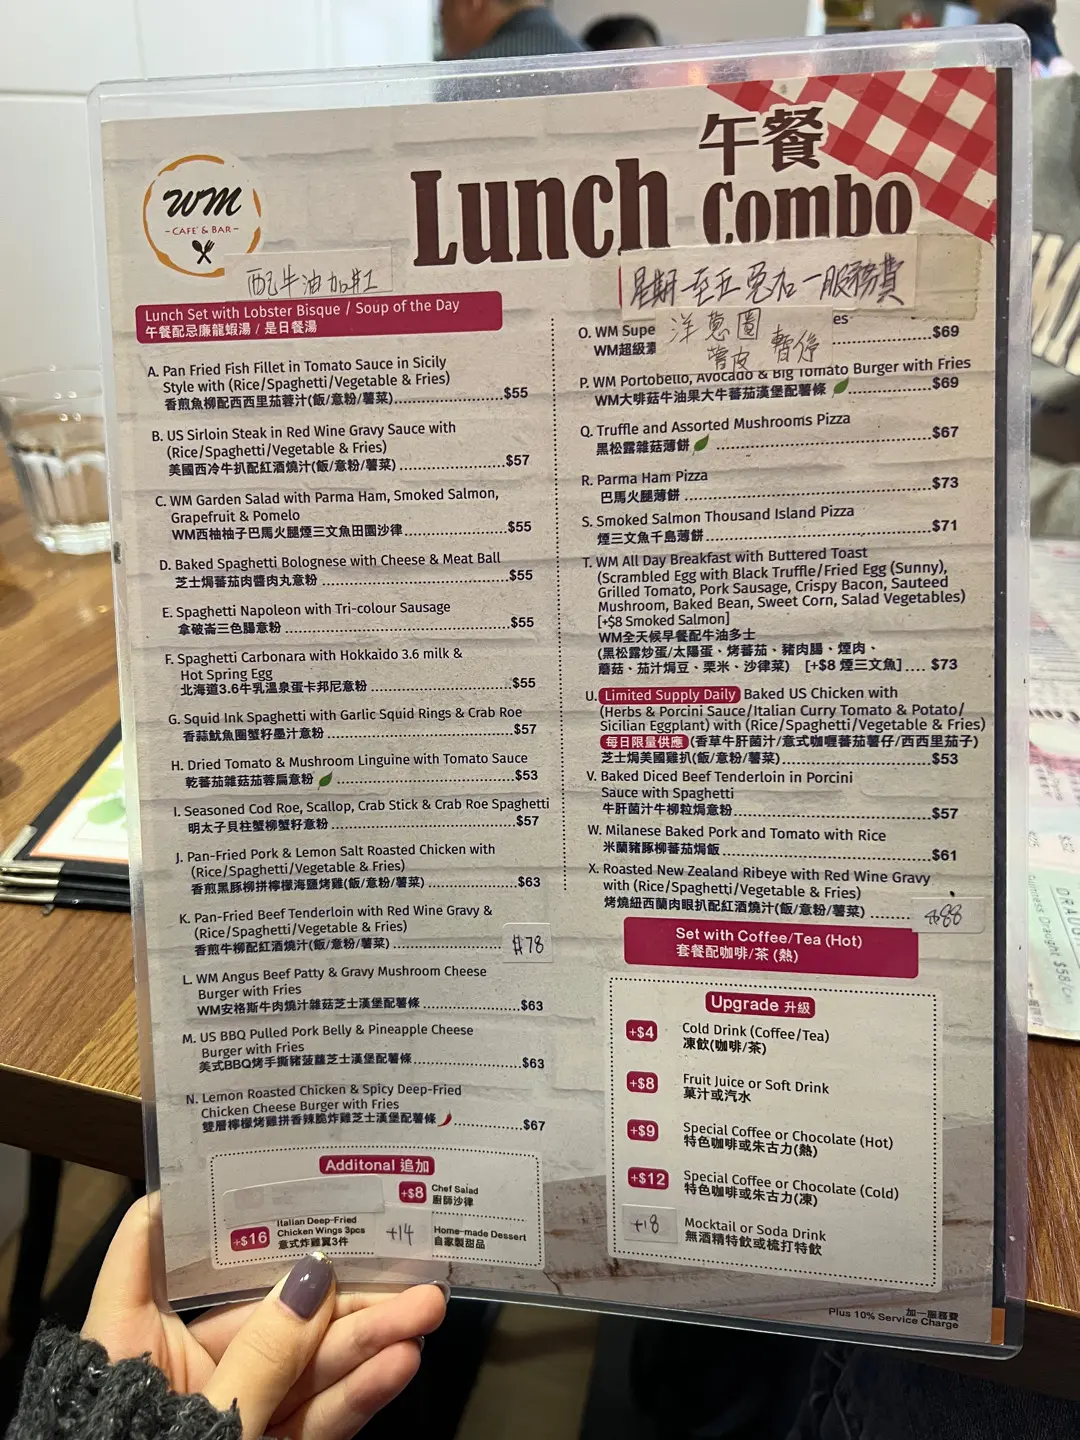 WM
- CAFE' & BAR -
午餐
Lunch Combo
配牛油加$1
星期一至五免加一服務費
Lunch Set with Lobster Bisque / Soup of the Day
午餐配忌廉龍蝦湯 / 是日餐湯
A. Pan Fried Fish Fillet in Tomato Sauce in Sicily
Style with (Rice/Spaghetti/Vegetable & Fries)
香煎魚柳配西西里茄蓉汁(飯/意粉/薯菜)..........$55
B. US Sirloin Steak in Red Wine Gravy Sauce with
(Rice/Spaghetti/Vegetable & Fries)
美國西冷牛扒配紅酒燒汁(飯/意粉/薯菜)..........$57
C. WM Garden Salad with Parma Ham, Smoked Salmon,
Grapefruit & Pomelo
WM西柚柚子巴馬火腿煙三文魚田園沙律..........$55
D. Baked Spaghetti Bolognese with Cheese & Meat Ball
芝士焗蕃茄肉醬肉丸意粉..........$55
E. Spaghetti Napoleon with Tri-colour Sausage
拿破崙三色腸意粉..........$55
F. Spaghetti Carbonara with Hokkaido 3.6 milk &
Hot Spring Egg
北海道3.6牛乳溫泉蛋卡邦尼意粉..........$55
G. Squid Ink Spaghetti with Garlic Squid Rings & Crab Roe
香蒜魷魚圈蟹籽墨汁意粉..........$57
H. Dried Tomato & Mushroom Linguine with Tomato Sauce
乾蕃茄雜菇茄蓉扁意粉..........$53
I. Seasoned Cod Roe, Scallop, Crab Stick & Crab Roe Spaghetti
明太子貝柱蟹柳蟹籽意粉..........$57
J. Pan-Fried Pork & Lemon Salt Roasted Chicken with
(Rice/Spaghetti/Vegetable & Fries)
香煎黑豚柳拼檸檬海鹽烤雞(飯/意粉/薯菜)..........$63
K. Pan-Fried Beef Tenderloin with Red Wine Gravy &
(Rice/Spaghetti/Vegetable & Fries)
香煎牛柳配紅酒燒汁(飯/意粉/薯菜)..........$78
L. WM Angus Beef Patty & Gravy Mushroom Cheese
Burger with Fries
WM安格斯牛肉燒汁雜菇芝士漢堡配薯條..........$63
M. US BBQ Pulled Pork Belly & Pineapple Cheese
Burger with Fries
美式BBQ烤手撕豬菠蘿芝士漢堡配薯條..........$63
N. Lemon Roasted Chicken & Spicy Deep-Fried
Chicken Cheese Burger with Fries
雙層檸檬烤雞拼香辣脆炸雞芝士漢堡配薯條..........$67
Additonal 追加
+$8 Chef Salad
廚師沙律
+$16 Italian Deep-Fried
Chicken Wings 3pcs
意式炸雞翼3件
+14 Home-made Dessert
自家製甜品
O. WM Supe
es
WM超級
$69
洋蔥圈
薯皮 暫停
P. WM Portobello, Avocado & Big Tomato Burger with Fries
WM大啡菇牛油果大牛蕃茄漢堡配薯條..........$69
Q. Truffle and Assorted Mushrooms Pizza
黑松露雜菇薄餅..........$67
R. Parma Ham Pizza
巴馬火腿薄餅..........$73
S. Smoked Salmon Thousand Island Pizza
煙三文魚千島薄餅..........$71
T. WM All Day Breakfast with Buttered Toast
(Scrambled Egg with Black Truffle/Fried Egg (Sunny),
Grilled Tomato, Pork Sausage, Crispy Bacon, Sauteed
Mushroom, Baked Bean, Sweet Corn, Salad Vegetables)
[+$8 Smoked Salmon]
WM全天候早餐配牛油多士
(黑松露炒蛋/太陽蛋、烤蕃茄、豬肉腸、煙肉、
蘑菇、茄汁焗豆、粟米、沙律菜) [+$8 煙三文魚]....$73
U. Limited Supply Daily Baked US Chicken with
(Herbs & Porcini Sauce/Italian Curry Tomato & Potato/
Sicilian Eggplant) with (Rice/Spaghetti/Vegetable & Fries)
每日限量供應 (香草牛肝菌汁/意式咖喱蕃茄薯仔/西西里茄子)
芝士焗美國雞扒(飯/意粉/薯菜)..........$53
V. Baked Diced Beef Tenderloin in Porcini
Sauce with Spaghetti
牛肝菌汁牛柳粒焗意粉..........$57
W. Milanese Baked Pork and Tomato with Rice
米蘭豬豚柳蕃茄焗飯..........$61
X. Roasted New Zealand Ribeye with Red Wine Gravy
with (Rice/Spaghetti/Vegetable & Fries)
烤燒紐西蘭肉眼扒配紅酒燒汁(飯/意粉/薯菜)..........$88
Set with Coffee/Tea (Hot)
套餐配咖啡/茶 (熱)
Upgrade 升級
+$4 Cold Drink (Coffee/Tea)
凍飲(咖啡/茶)
+$8 Fruit Juice or Soft Drink
菓汁或汽水
+$9 Special Coffee or Chocolate (Hot)
特色咖啡或朱古力(熱)
+$12 Special Coffee or Chocolate (Cold)
特色咖啡或朱古力(凍)
+18 Mocktail or Soda Drink
無酒精特飲或梳打特飲
加一服務費
Plus 10% Service Charge